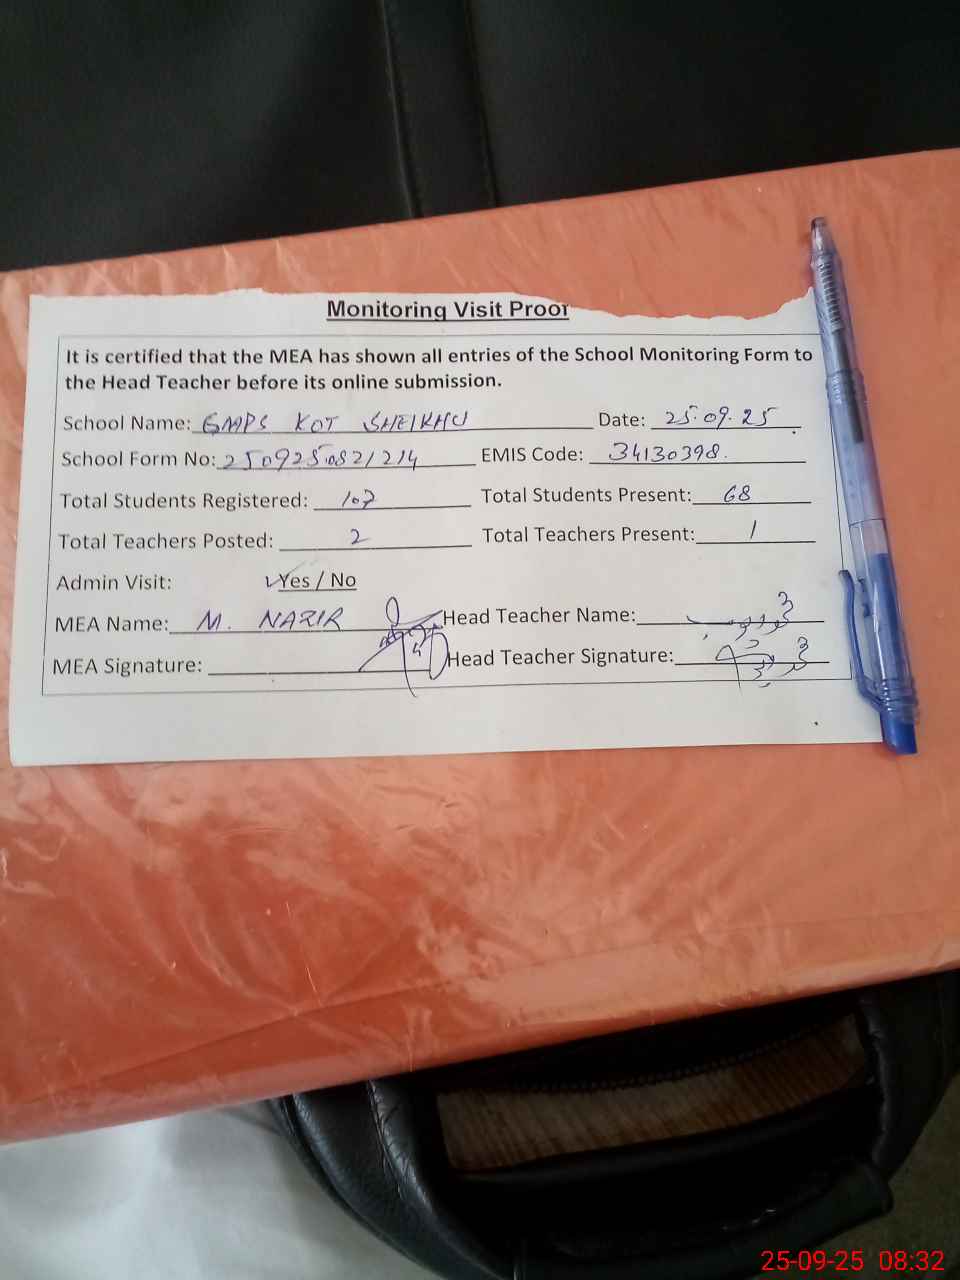 Monitoring Visit Proof
It is certified that the MEA has shown all entries of the School Monitoring Form to
the Head Teacher before its online submission.
School Name: GMPS KOT SHEIKHU Date: 25.09.25
School Form No: 250925082/214 EMIS Code: 34130398.
Total Students Registered: 107 Total Students Present: 68
Total Teachers Posted: 2 Total Teachers Present: 1
Admin Visit: Yes / No
MEA Name: M. NAZIR Head Teacher Name:
MEA Signature: Head Teacher Signature:
25-09-25 08:32